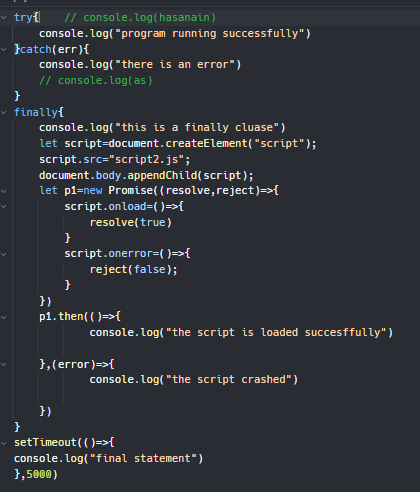 try{    // console.log(hasanain)
    console.log("program running successfully")
}catch(err){
    console.log("there is an error")
    // console.log(as)
}
finally{
    console.log("this is a finally cluase")
    let script=document.createElement("script");
    script.src="script2.js";
    document.body.appendChild(script);
    let p1=new Promise((resolve,reject)=>{
        script.onload=()=>{
            resolve(true)
        }
        script.onerror=()=>{
            reject(false);
        }
    })
    p1.then(()=>{
            console.log("the script is loaded succesffully")
    },(error)=>{
            console.log("the script crashed")
    })
}
setTimeout(()=>{
console.log("final statement")
},5000)